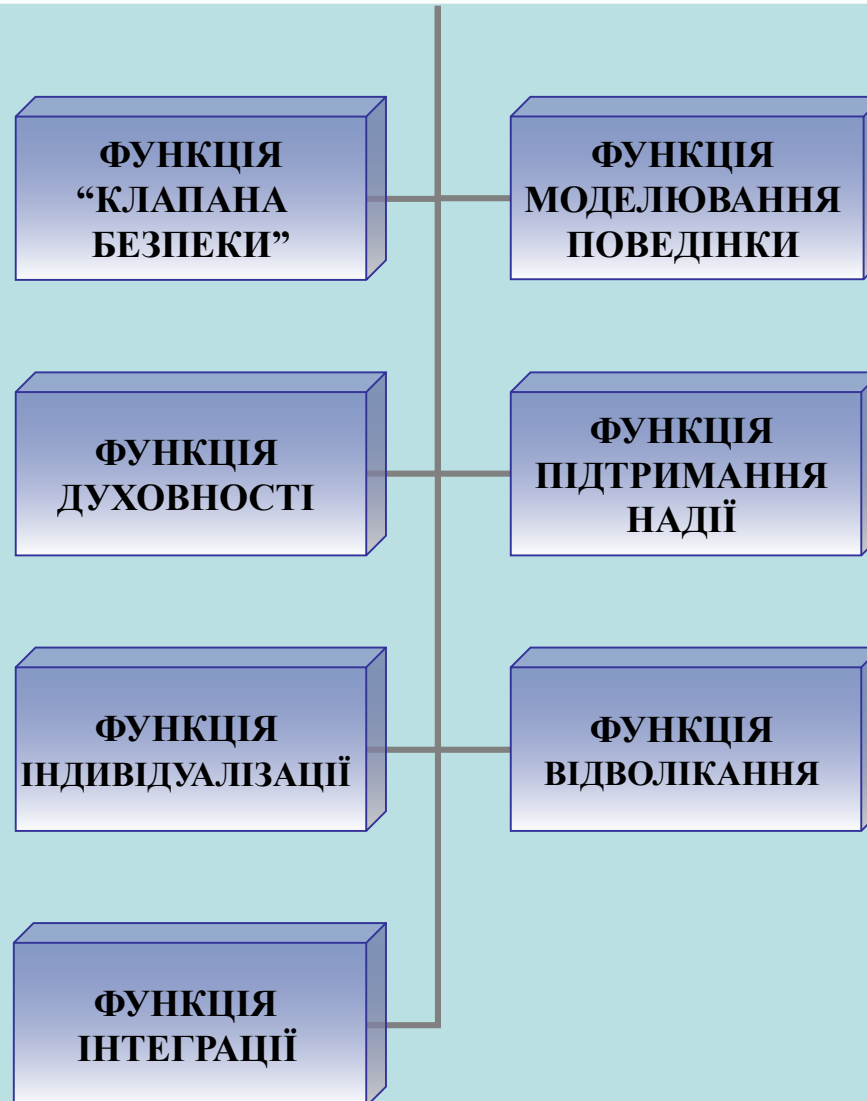 ФУНКЦІЯ
“КЛАПАНА
БЕЗПЕКИ”
ФУНКЦІЯ
МОДЕЛЮВАННЯ
ПОВЕДІНКИ
ФУНКЦІЯ
ДУХОВНОСТІ
ФУНКЦІЯ
ПІДТРИМАННЯ
НАДІЇ
ФУНКЦІЯ
ІНДИВІДУАЛІЗАЦІЇ
ФУНКЦІЯ
ВІДВОЛІКАННЯ
ФУНКЦІЯ
ІНТЕГРАЦІЇ